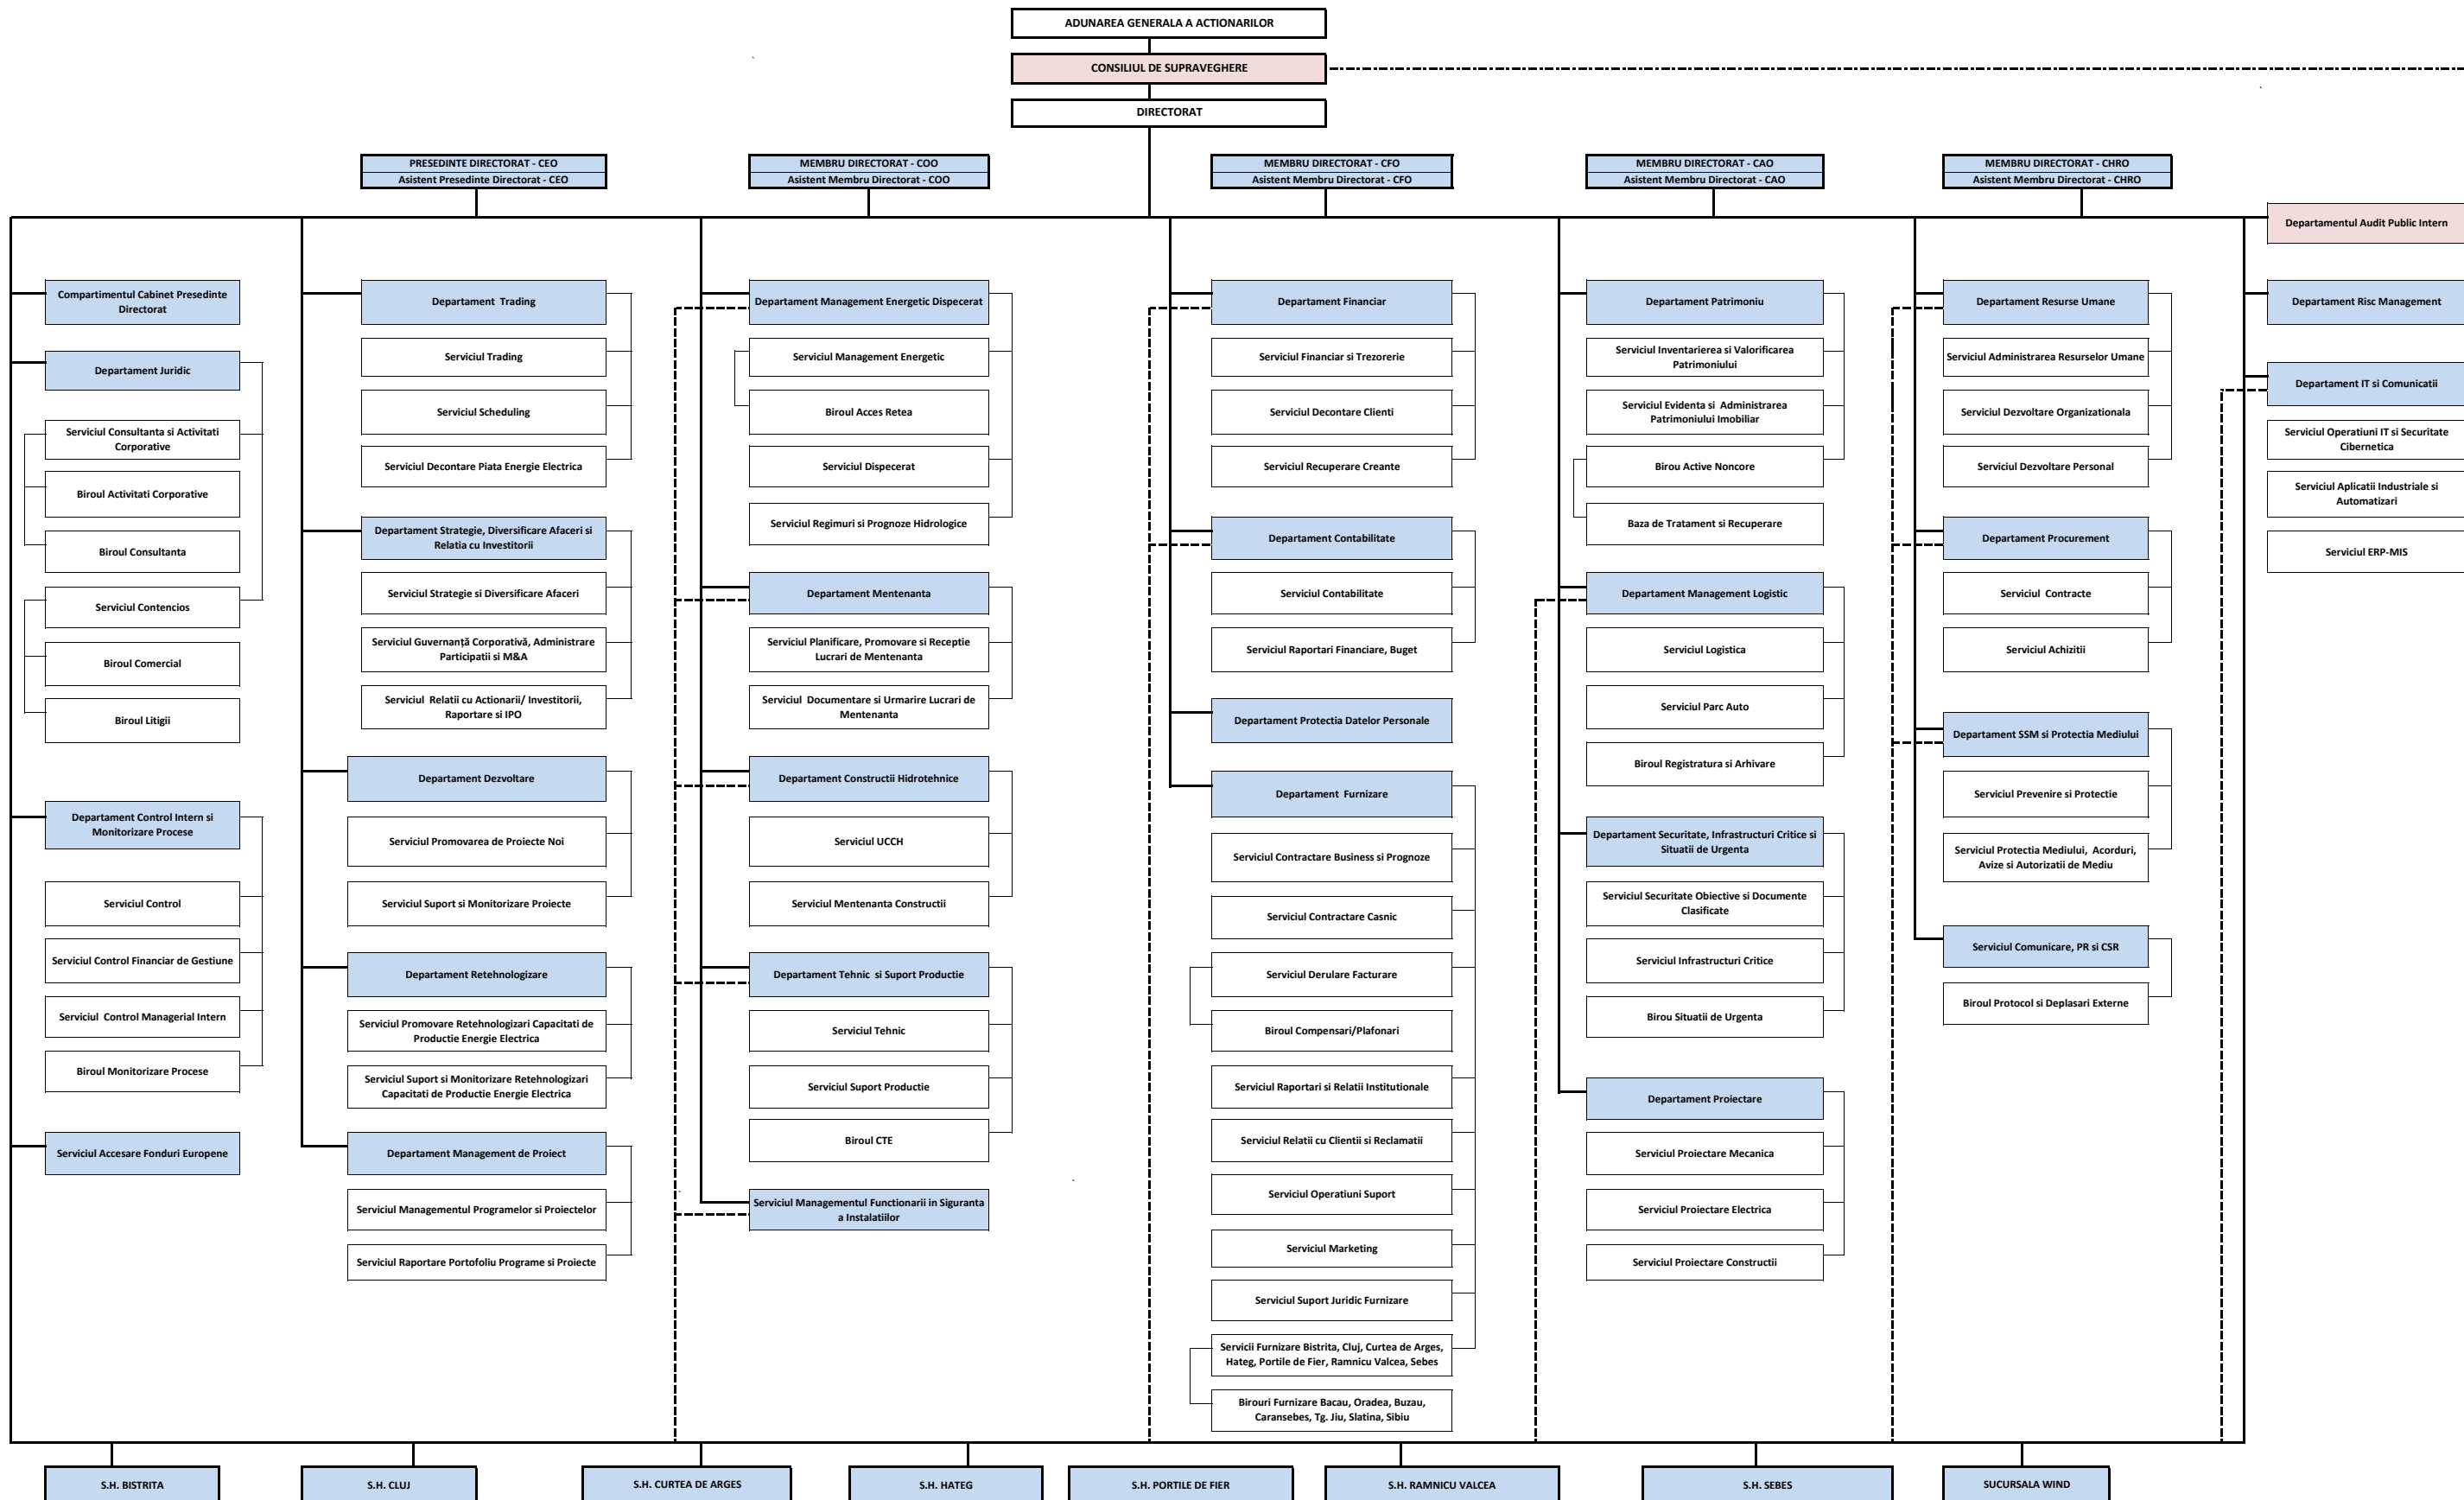 ADUNAREA GENERALA A ACTIONARILOR
CONSILIUL DE SUPRAVEGHERE
DIRECTORAT
PRESEDINTE DIRECTORAT - CEO
Asistent Presedinte Directorat - CEO
MEMBRU DIRECTORAT - COO
Asistent Membru Directorat - COO
MEMBRU DIRECTORAT - CFO
Asistent Membru Directorat - CFO
MEMBRU DIRECTORAT - CAO
Asistent Membru Directorat - CAO
MEMBRU DIRECTORAT - CHRO
Asistent Membru Directorat - CHRO
Compartimentul Cabinet Presedinte
Directorat
Departament Juridic
Serviciul Consultanta si Activitati
Corporative
Biroul Activitati Corporative
Biroul Consultanta
Serviciul Contencios
Biroul Comercial
Biroul Litigii
Departament Control Intern si
Monitorizare Procese
Serviciul Control
Serviciul Control Financiar de Gestiune
Serviciul Control Managerial Intern
Biroul Monitorizare Procese
Serviciul Accesare Fonduri Europene
Departament Trading
Serviciul Trading
Serviciul Scheduling
Serviciul Decontare Piata Energie Electrica
Departament Strategie, Diversificare Afaceri si
Relatia cu Investitorii
Serviciul Strategie si Diversificare Afaceri
Serviciul Guvernanță Corporativă, Administrare
Participatii si M&A
Serviciul Relatii cu Actionarii/ Investitorii,
Raportare si IPO
Departament Dezvoltare
Serviciul Promovarea de Proiecte Noi
Serviciul Suport si Monitorizare Proiecte
Departament Retehnologizare
Serviciul Promovare Retehnologizari Capacitati de
Productie Energie Electrica
Serviciul Suport si Monitorizare Retehnologizari
Capacitati de Productie Energie Electrica
Departament Management de Proiect
Serviciul Managementul Programelor si Proiectelor
Serviciul Raportare Portofoliu Programe si Proiecte
Departament Management Energetic Dispecerat
Serviciul Management Energetic
Biroul Acces Retea
Serviciul Dispecerat
Serviciul Regimuri si Prognoze Hidrologice
Departament Mentenanta
Serviciul Planificare, Promovare si Receptie
Lucrari de Mentenanta
Serviciul Documentare si Urmarire Lucrari de
Mentenanta
Departament Constructii Hidrotehnice
Serviciul UCCH
Serviciul Mentenanta Constructii
Departament Tehnic si Suport Productie
Serviciul Tehnic
Serviciul Suport Productie
Biroul CTE
Serviciul Managementul Functionarii in Siguranta
a Instalatiilor
Departament Financiar
Serviciul Financiar si Trezorerie
Serviciul Decontare Clienti
Serviciul Recuperare Creante
Departament Contabilitate
Serviciul Contabilitate
Serviciul Raportari Financiare, Buget
Departament Protectia Datelor Personale
Departament Furnizare
Serviciul Contractare Business si Prognoze
Serviciul Contractare Casnic
Serviciul Derulare Facturare
Biroul Compensari/Plafonari
Serviciul Raportari si Relatii Institutionale
Serviciul Relatii cu Clientii si Reclamatii
Serviciul Operatiuni Suport
Serviciul Marketing
Serviciul Suport Juridic Furnizare
Servicii Furnizare Bistrita, Cluj, Curtea de Arges,
Hateg, Portile de Fier, Ramnicu Valcea, Sebes
Birouri Furnizare Bacau, Oradea, Buzau,
Caransebes, Tg. Jiu, Slatina, Sibiu
Departament Patrimoniu
Serviciul Inventarierea si Valorificarea
Patrimoniului
Serviciul Evidenta si Administrarea
Patrimoniului Imobiliar
Birou Active Noncore
Baza de Tratament si Recuperare
Departament Management Logistic
Serviciul Logistica
Serviciul Parc Auto
Biroul Registratura si Arhivare
Departament Securitate, Infrastructuri Critice si
Situatii de Urgenta
Serviciul Securitate Obiective si Documente
Clasificate
Serviciul Infrastructuri Critice
Birou Situatii de Urgenta
Departament Proiectare
Serviciul Proiectare Mecanica
Serviciul Proiectare Electrica
Serviciul Proiectare Constructii
Departament Resurse Umane
Serviciul Administrarea Resurselor Umane
Serviciul Dezvoltare Organizationala
Serviciul Dezvoltare Personal
Departament Procurement
Serviciul Contracte
Serviciul Achizitii
Departament SSM si Protectia Mediului
Serviciul Prevenire si Protectie
Serviciul Protectia Mediului, Acorduri,
Avize si Autorizatii de Mediu
Serviciul Comunicare, PR si CSR
Biroul Protocol si Deplasari Externe
Departamentul Audit Public Intern
Departament Risc Management
Departament IT si Comunicatii
Serviciul Operatiuni IT si Securitate
Cibernetica
Serviciul Aplicatii Industriale si
Automatizari
Serviciul ERP-MIS
S.H. BISTRITA
S.H. CLUJ
S.H. CURTEA DE ARGES
S.H. HATEG
S.H. PORTILE DE FIER
S.H. RAMNICU VALCEA
S.H. SEBES
SUCURSALA WIND